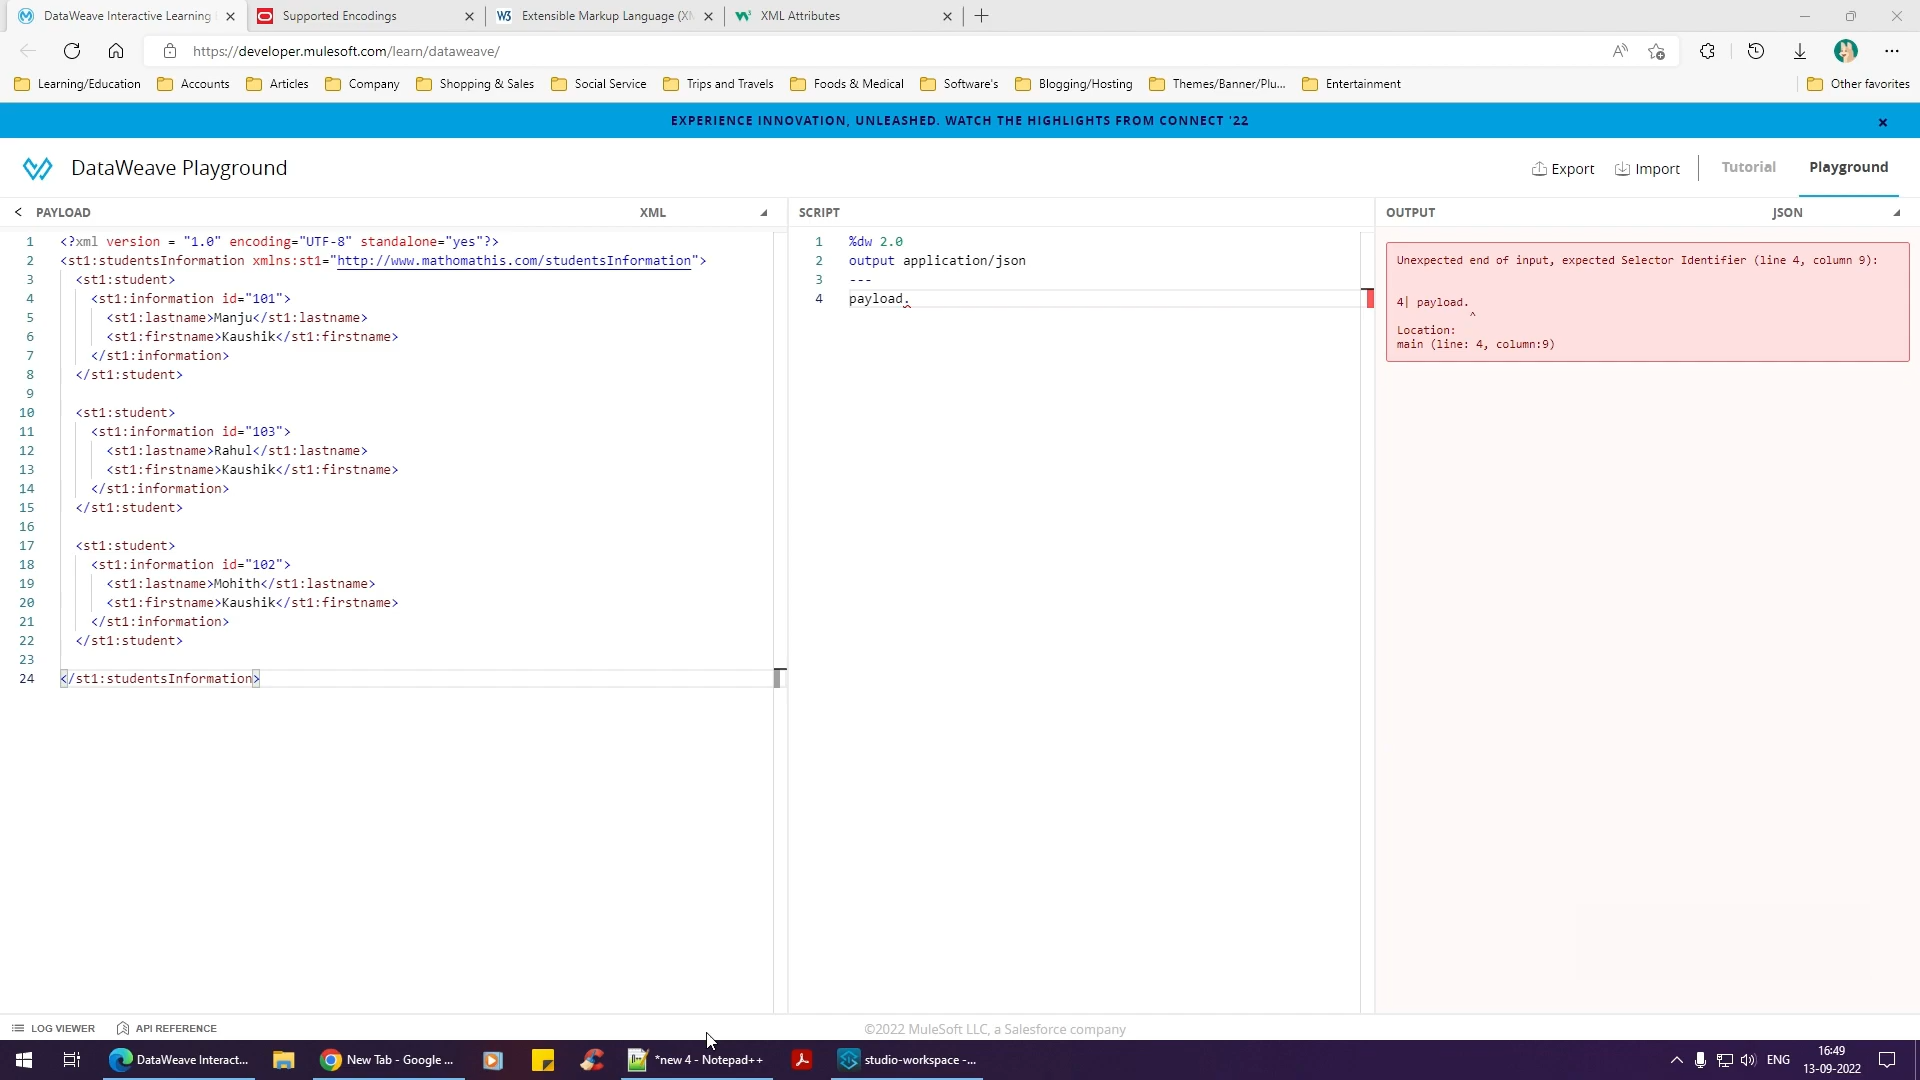 DataWeave Interactive Learning
Supported Encodings
Extensible Markup Language (XM
XML Attributes
https://developer.mulesoft.com/learn/dataweave/
Learning/Education
Accounts
Articles
Company
Shopping & Sales
Social Service
Trips and Travels
Foods & Medical
Software's
Blogging/Hosting
Themes/Banner/Plu...
Entertainment
Other favorites
EXPERIENCE INNOVATION, UNLEASHED. WATCH THE HIGHLIGHTS FROM CONNECT '22
DataWeave Playground
Export
Import
Tutorial
Playground
PAYLOAD
XML
1 <?xml version = "1.0" encoding="UTF-8" standalone="yes"?>
2 <st1:studentsInformation xmlns:st1="http://www.mathomathis.com/studentsInformation">
3 <st1:student>
4 <st1:information id="101">
5 <st1:lastname>Manju</st1:lastname>
6 <st1:firstname>Kaushik</st1:firstname>
7 </st1:information>
8 </st1:student>
9
10 <st1:student>
11 <st1:information id="103">
12 <st1:lastname>Rahul</st1:lastname>
13 <st1:firstname>Kaushik</st1:firstname>
14 </st1:information>
15 </st1:student>
16
17 <st1:student>
18 <st1:information id="102">
19 <st1:lastname>Mohith</st1:lastname>
20 <st1:firstname>Kaushik</st1:firstname>
21 </st1:information>
22 </st1:student>
23
24 </st1:studentsInformation>
SCRIPT
1 %dw 2.0
2 output application/json
3 ---
4 payload.
OUTPUT
JSON
Unexpected end of input, expected Selector Identifier (line 4, column 9):
4| payload.
^
Location:
main (line: 4, column:9)
LOG VIEWER
API REFERENCE
©2022 MuleSoft LLC, a Salesforce company
DataWeave Interact...
New Tab - Google ...
*new 4 - Notepad++
studio-workspace -...
ENG
16:49
13-09-2022